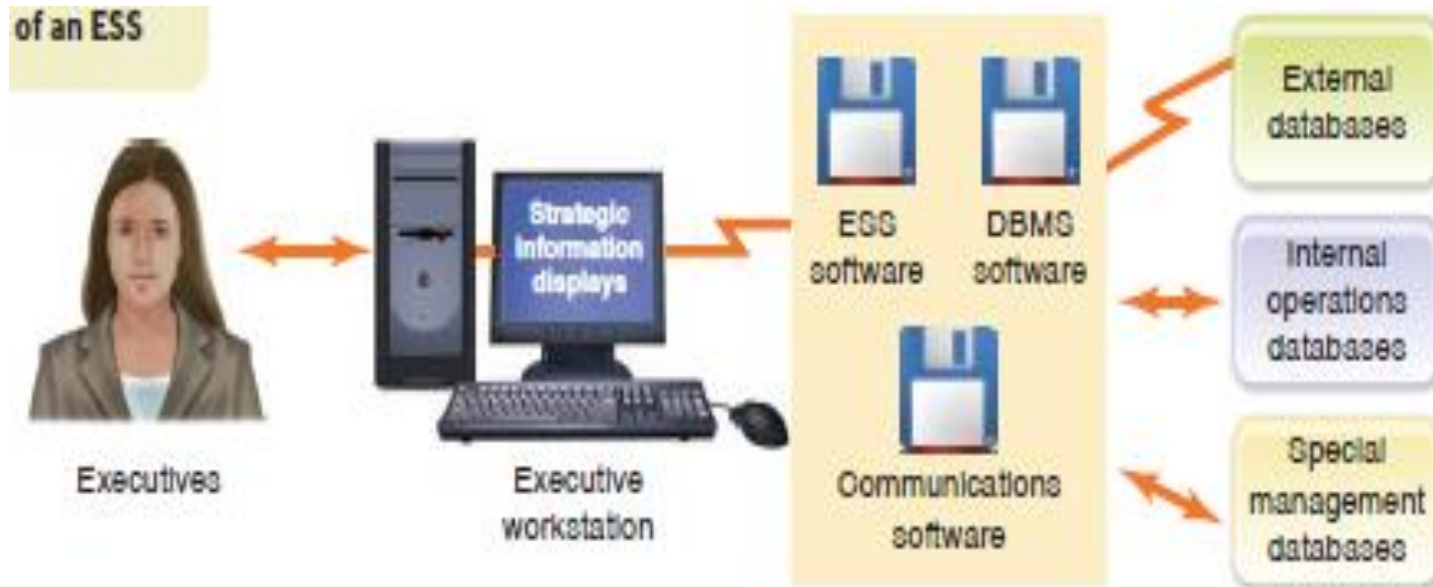 of an ESS
Executives
Strategic
information
displays
Executive
workstation
ESS
software
DBMS
software
Communications
software
External
databases
Internal
operations
databases
Special
management
databases